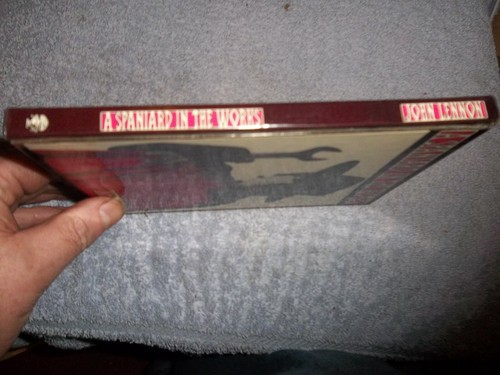 A SPANIARD IN THE WORKS
JOHN LENNON